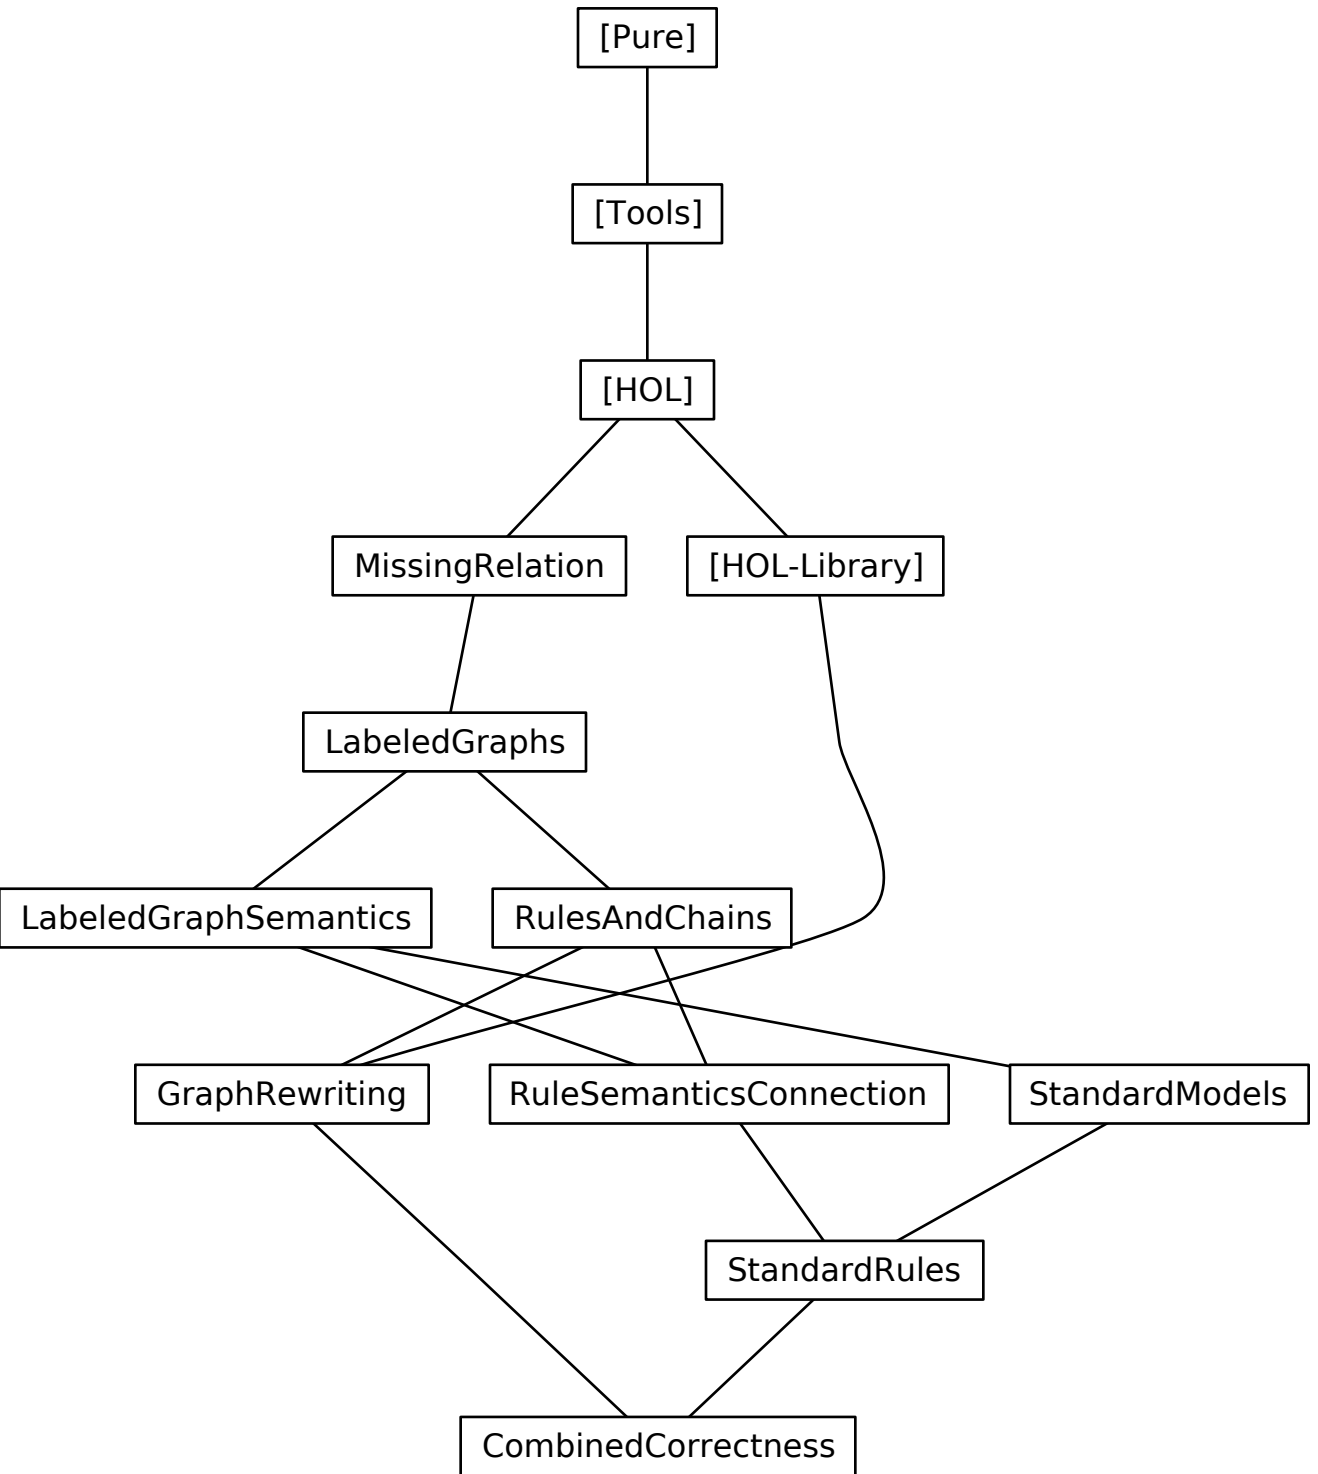 [Pure]
[Tools]
[HOL]
MissingRelation
[HOL-Library]
LabeledGraphs
LabeledGraphSemantics
RulesAndChains
GraphRewriting
RuleSemanticsConnection
StandardModels
StandardRules
CombinedCorrectness